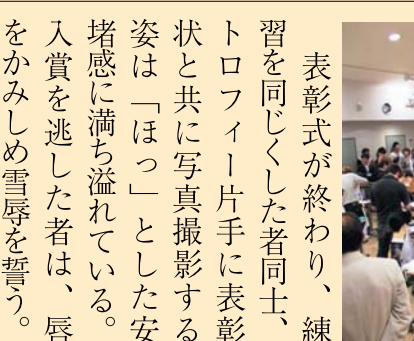 表彰式が終わり、練
習を同じくした者同士、
トロフィー片手に表彰
状と共に写真撮影する
姿は「ほっ」とした安
堵感に満ち溢れている。
入賞を逃した者は、唇
をかみしめ雪辱を誓う。